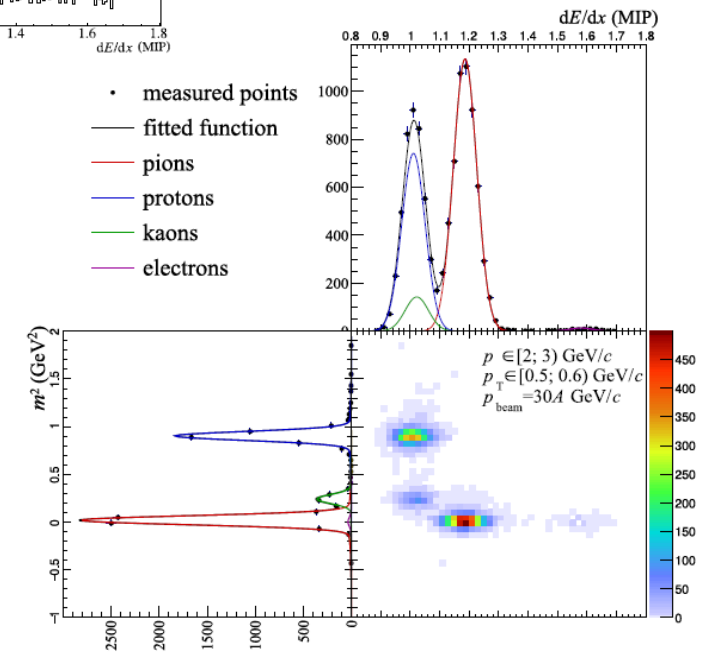 1.4 1.6 1.8
dE/dx (MIP)
dE/dx (MIP)
0.8 0.9 1 1.1 1.2 1.3 1.4 1.5 1.6 1.7 1.8
measured points
fitted function
pions
protons
kaons
electrons
1000
800
600
400
200
0
m² (GeV²)
2
1.5
1
0.5
0
-0.5
-1
2500 2000 1500 1000 500 0
p ∈[2; 3) GeV/c
p_T∈[0.5; 0.6) GeV/c
p_beam=30A GeV/c
450
400
350
300
250
200
150
100
50
0